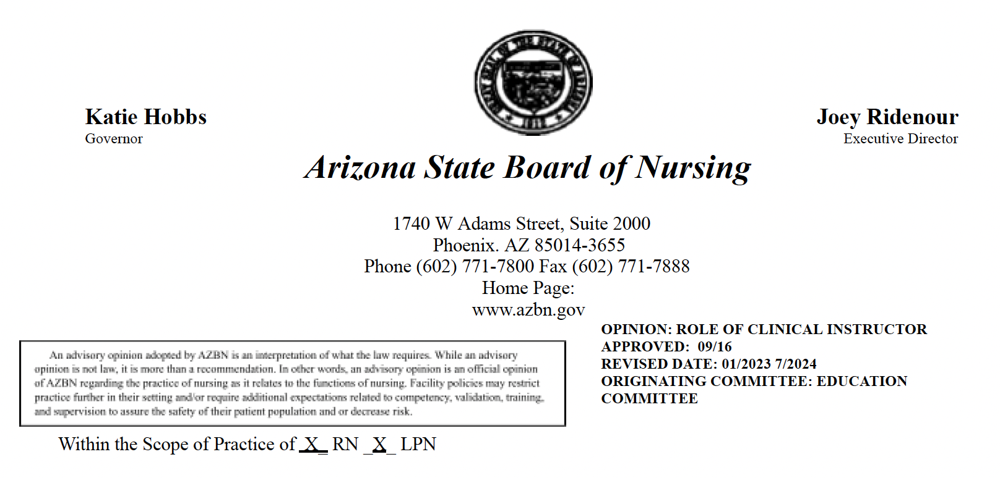 Katie Hobbs
Governor
Joey Ridenour
Executive Director
Arizona State Board of Nursing
1740 W Adams Street, Suite 2000
Phoenix. AZ 85014-3655
Phone (602) 771-7800 Fax (602) 771-7888
Home Page:
www.azbn.gov
OPINION: ROLE OF CLINICAL INSTRUCTOR
APPROVED: 09/16
REVISED DATE: 01/2023 7/2024
ORIGINATING COMMITTEE: EDUCATION
COMMITTEE
An advisory opinion adopted by AZBN is an interpretation of what the law requires. While an advisory
opinion is not law, it is more than a recommendation. In other words, an advisory opinion is an official opinion
of AZBN regarding the practice of nursing as it relates to the functions of nursing. Facility policies may restrict
practice further in their setting and/or require additional expectations related to competency, validation, training,
and supervision to assure the safety of their patient population and or decrease risk.
Within the Scope of Practice of _X_ RN _X_ LPN